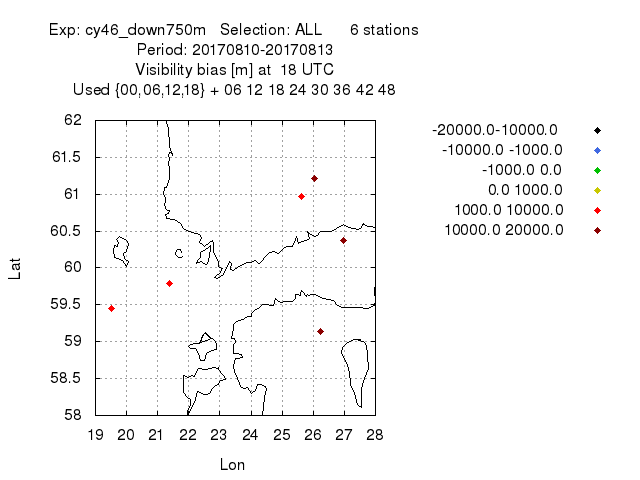 Exp: cy46_down750m   Selection: ALL      6 stations
Period: 20170810-20170813
Visibility bias [m] at  18 UTC
Used {00,06,12,18} + 06 12 18 24 30 36 42 48
-20000.0-10000.0
-10000.0 -1000.0
-1000.0 0.0
0.0 1000.0
1000.0 10000.0
10000.0 20000.0
62
61.5
61
60.5
60
59.5
59
58.5
58
Lat
19 20 21 22 23 24 25 26 27 28
Lon